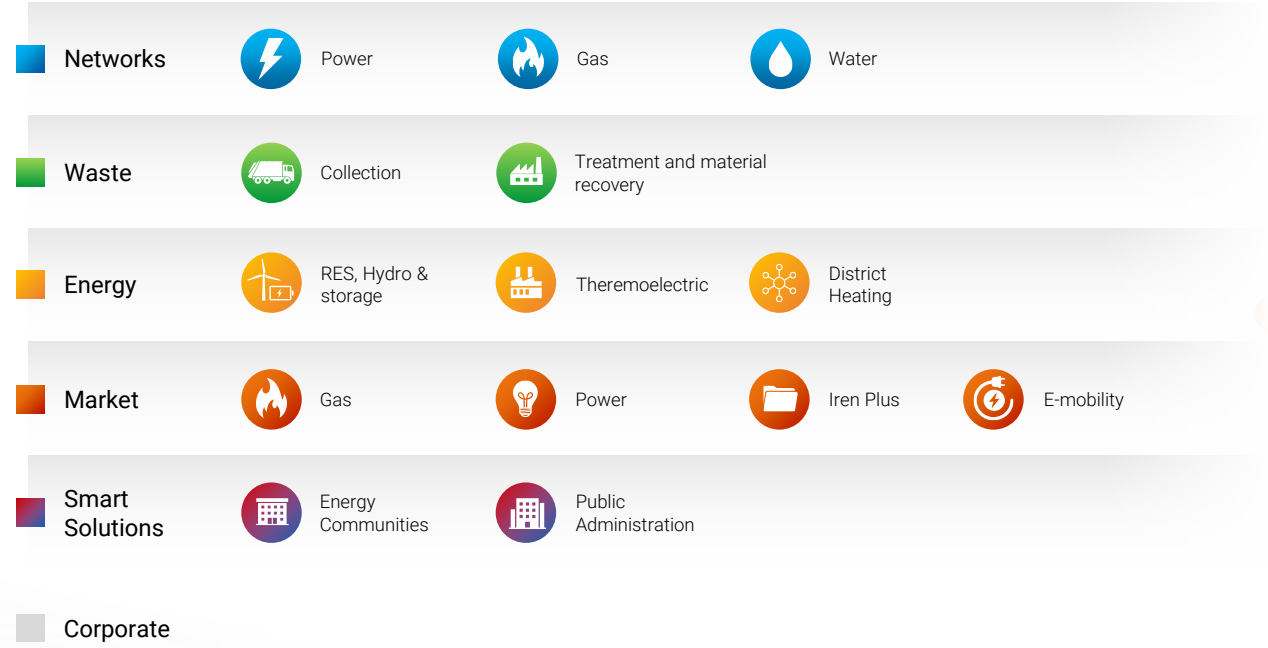 Networks
Power
Gas
Water
Waste
Collection
Treatment and material
recovery
Energy
RES, Hydro &
storage
Theremoelectric
District
Heating
Market
Gas
Power
Iren Plus
E-mobility
Smart
Solutions
Energy
Communities
Public
Administration
Corporate